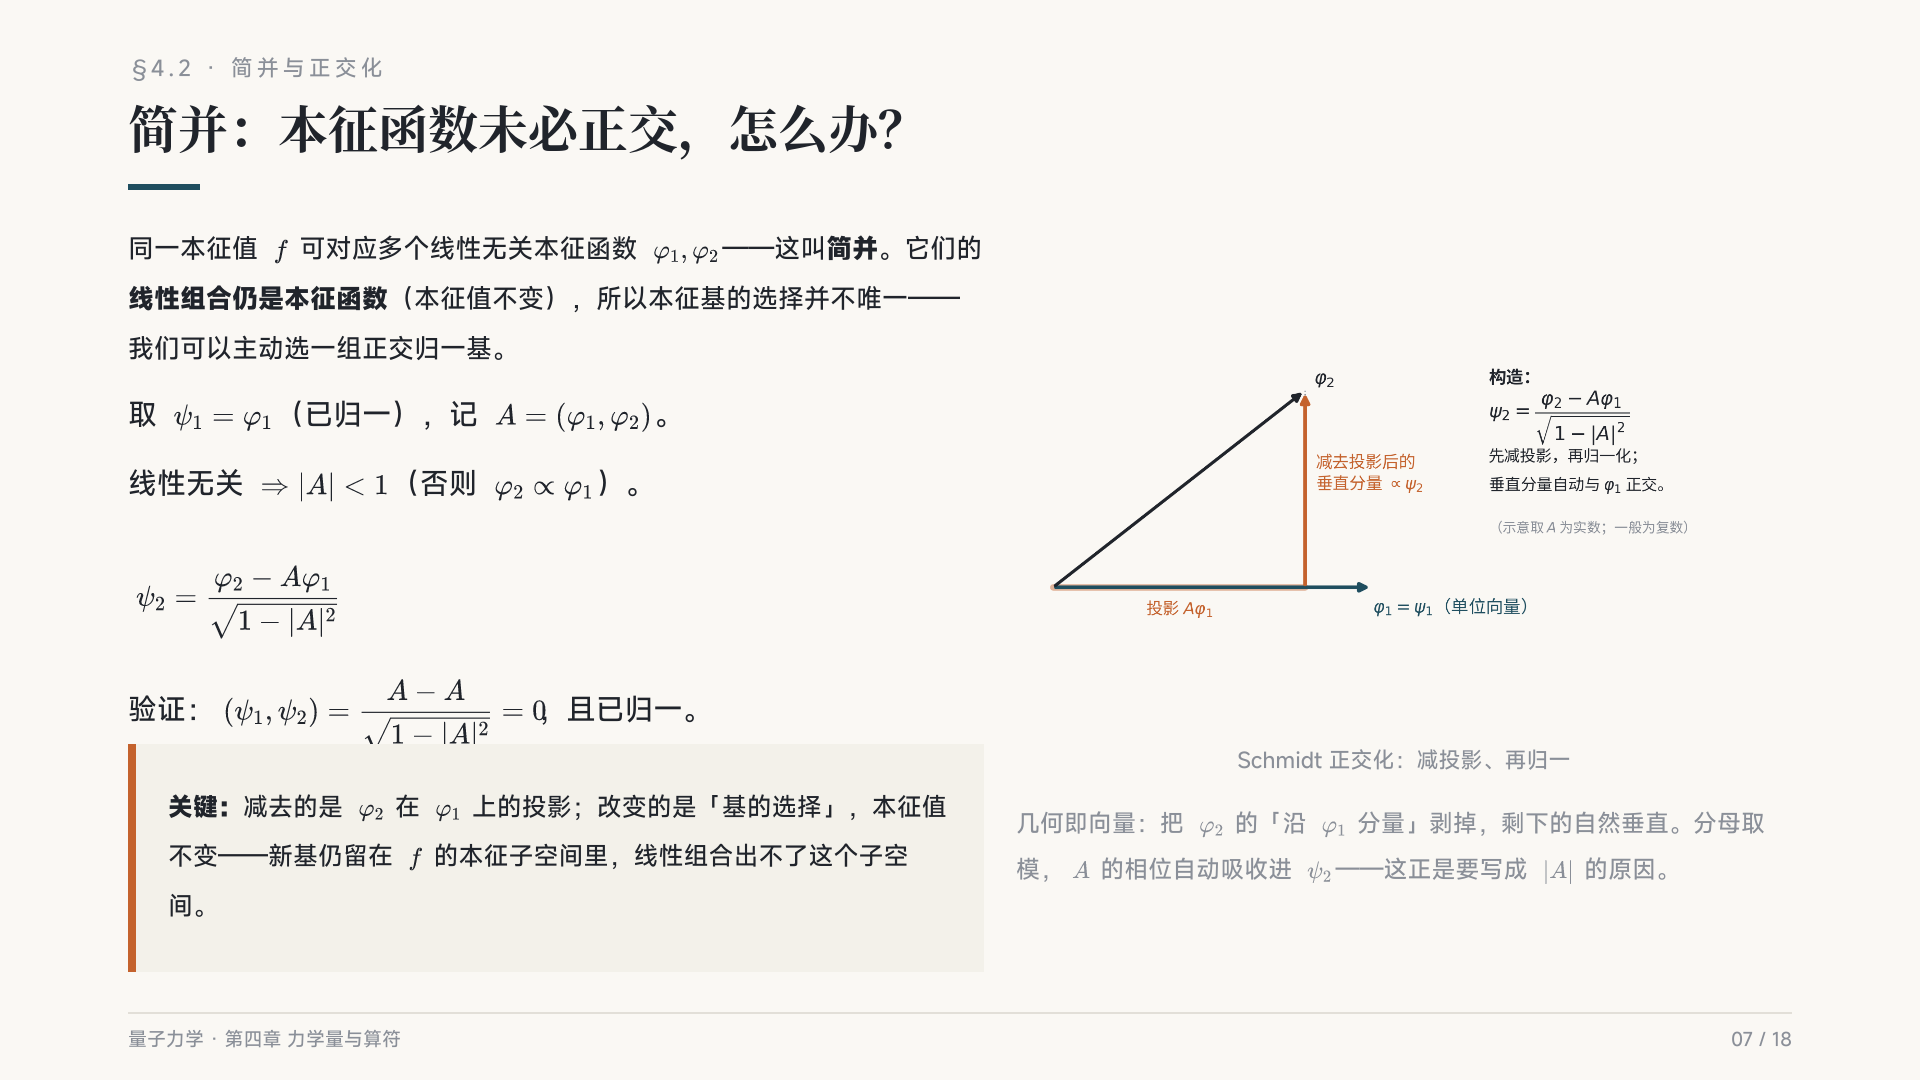 §4.2 · 简并与正交化
简并：本征函数未必正交，怎么办？
同一本征值 f 可对应多个线性无关本征函数 φ₁, φ₂——这叫简并。它们的
线性组合仍是本征函数（本征值不变），所以本征基的选择并不唯一——
我们可以主动选一组正交归一基。
取 ψ₁ = φ₁（已归一），记 A = (φ₁, φ₂)。
线性无关 ⇒ |A| < 1（否则 φ₂ ∝ φ₁）。
ψ₂ = (φ₂ − Aφ₁) / √(1 − |A|²)
验证：(ψ₁, ψ₂) = (A − A) / √(1 − |A|²) = 0，且已归一。
关键：减去的是 φ₂ 在 φ₁ 上的投影；改变的是「基的选择」，本征值
不变——新基仍留在 f 的本征子空间里，线性组合出不了这个子空
间。
φ₂
减去投影后的
垂直分量 ∝ ψ₂
投影 Aφ₁
φ₁ = ψ₁（单位向量）
构造：
ψ₂ = (φ₂ − Aφ₁) / √(1 − |A|²)
先减投影，再归一化；
垂直分量自动与 φ₁ 正交。
（示意取 A 为实数；一般为复数）
Schmidt 正交化：减投影、再归一
几何即向量：把 φ₂ 的「沿 φ₁ 分量」剥掉，剩下的自然垂直。分母取
模， A 的相位自动吸收进 ψ₂——这正是要写成 |A| 的原因。
量子力学 · 第四章 力学量与算符
07 / 18